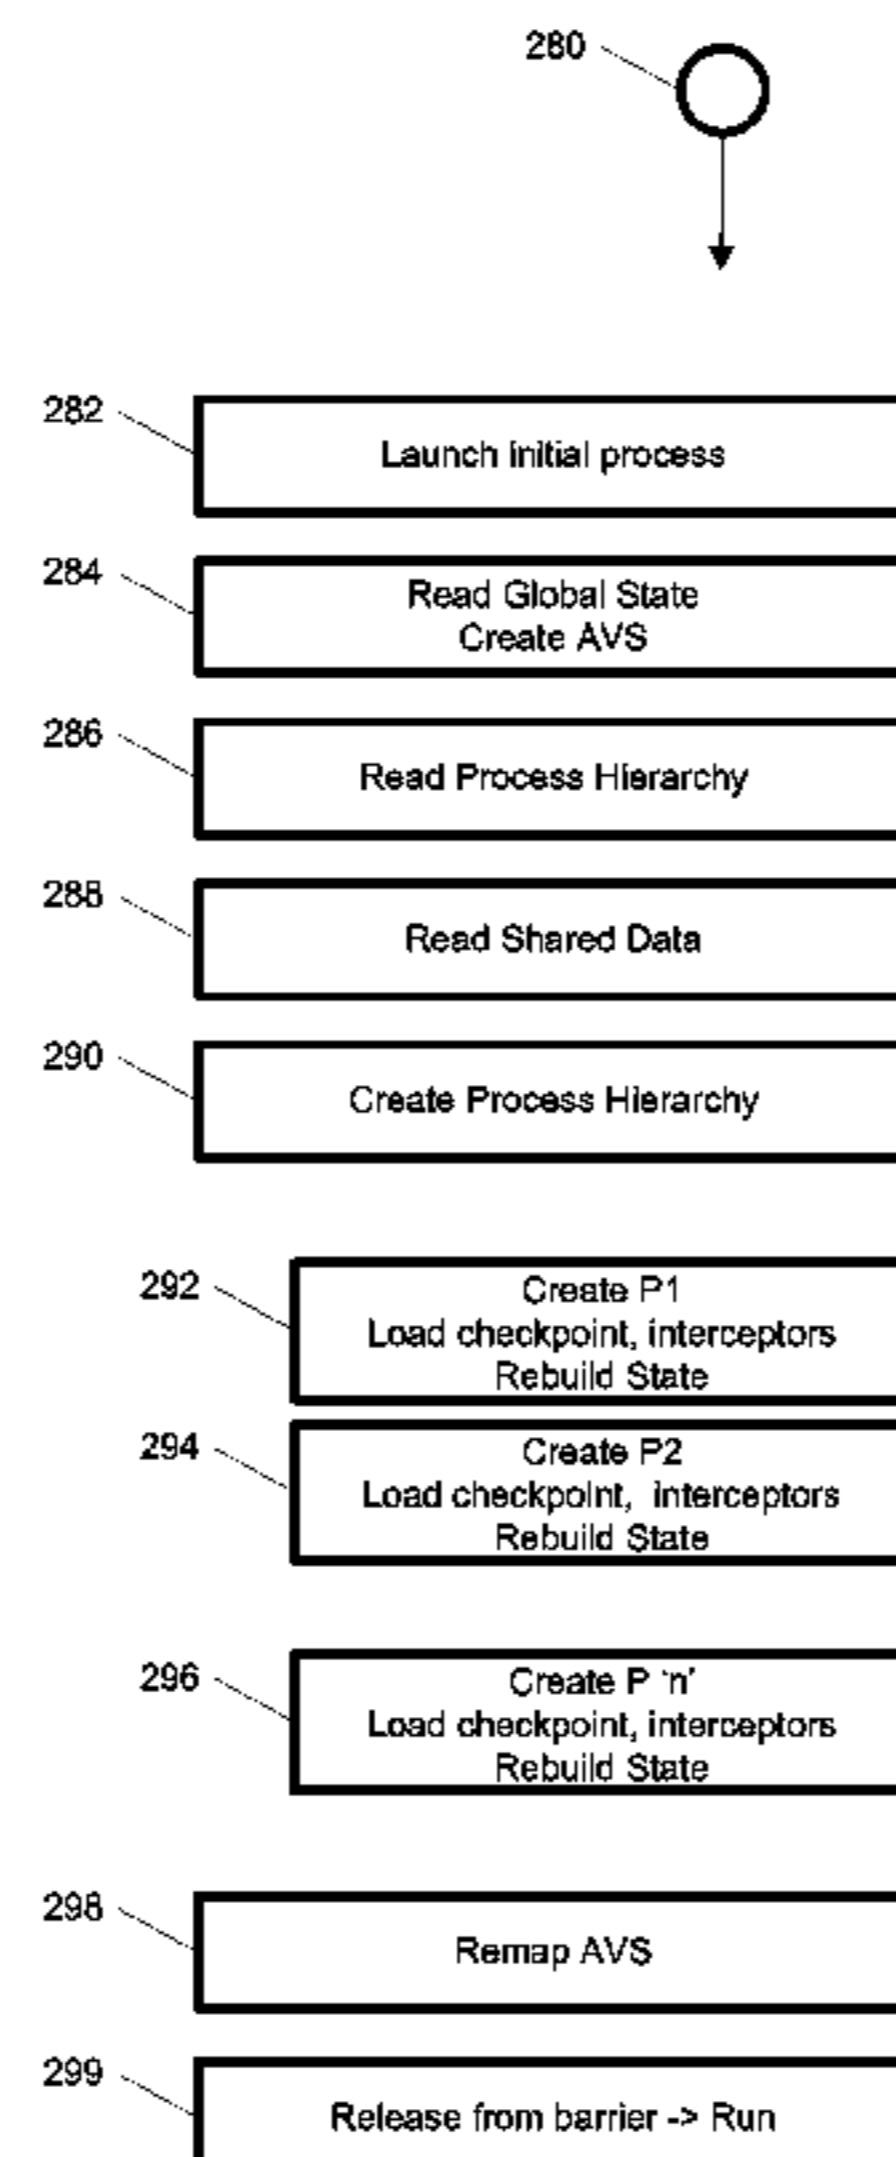 280
282
Launch initial process
284
Read Global State
Create AVS
286
Read Process Hierarchy
288
Read Shared Data
290
Create Process Hierarchy
292
Create P1
Load checkpoint, interceptors
Rebuild State
294
Create P2
Load checkpoint, interceptors
Rebuild State
296
Create P 'n'
Load checkpoint, interceptors
Rebuild State
298
Remap AVS
299
Release from barrier -> Run